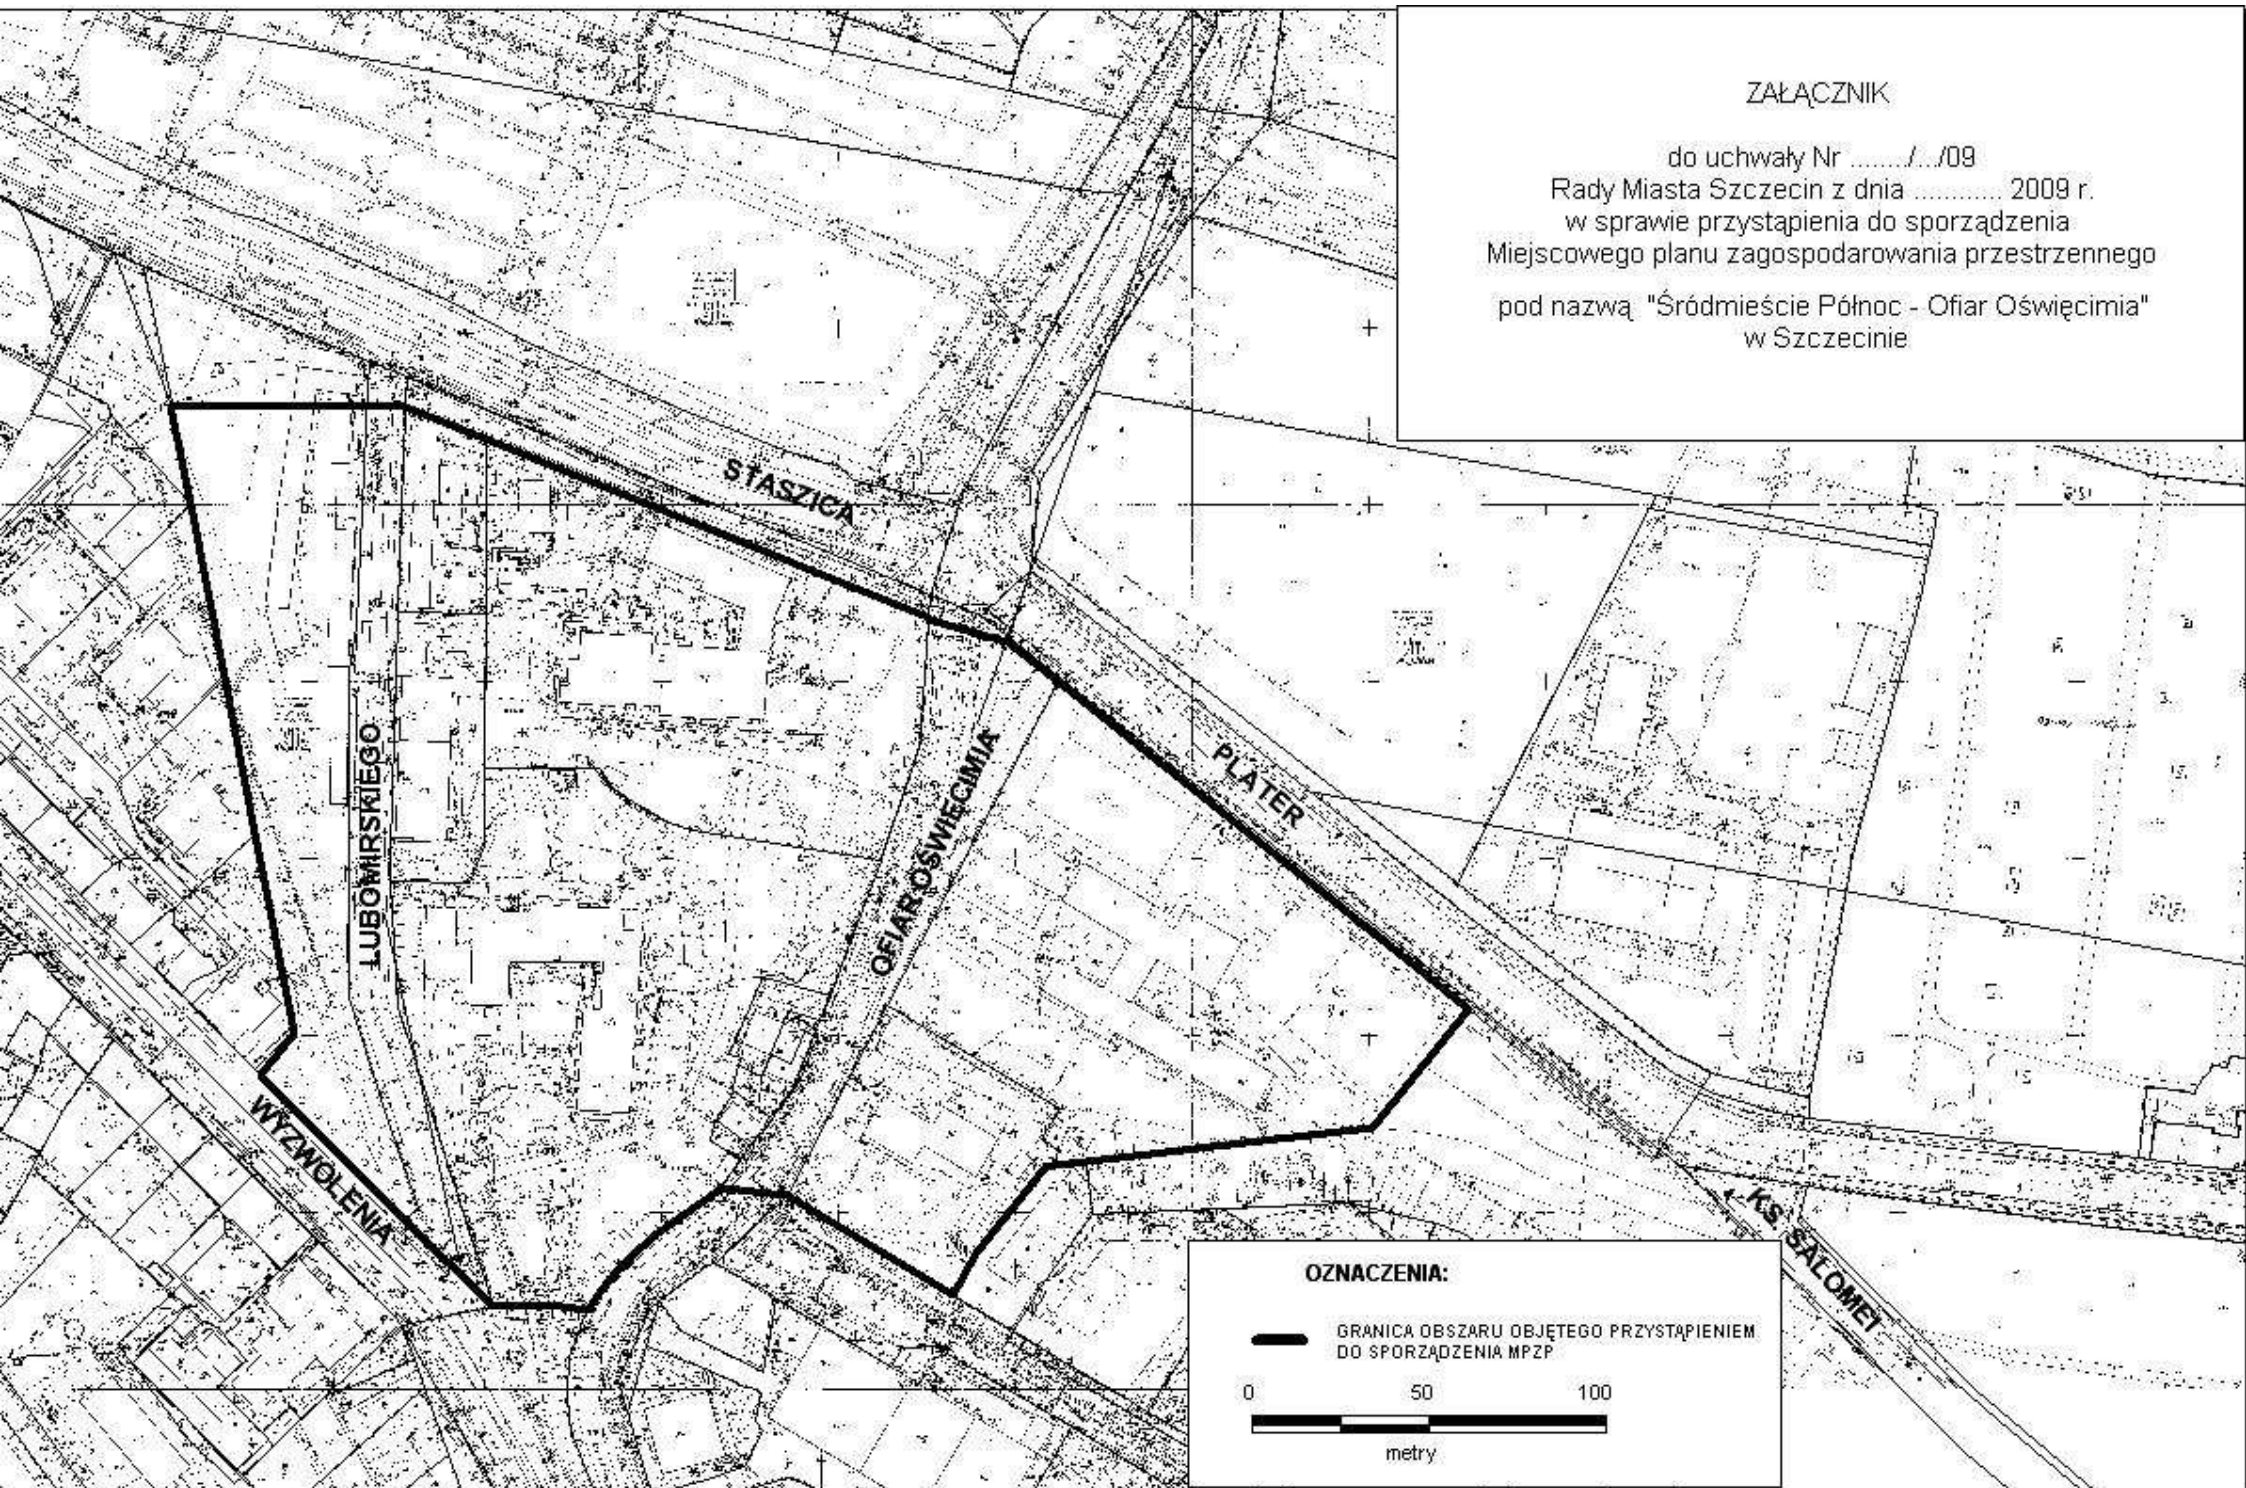 ZAŁĄCZNIK
do uchwały Nr ......../.../09
Rady Miasta Szczecin z dnia ............ 2009 r.
w sprawie przystąpienia do sporządzenia
Miejscowego planu zagospodarowania przestrzennego
pod nazwą "Śródmieście Północ - Ofiar Oświęcimia"
w Szczecinie
STASZICA
PLATER
LUBOMIRSKIEGO
OFIAR OŚWIĘCIMIA
WYZWOLENIA
KS. SALOMEI
OZNACZENIA:
GRANICA OBSZARU OBJĘTEGO PRZYSTĄPIENIEM
DO SPORZĄDZENIA MPZP
0 50 100
metry